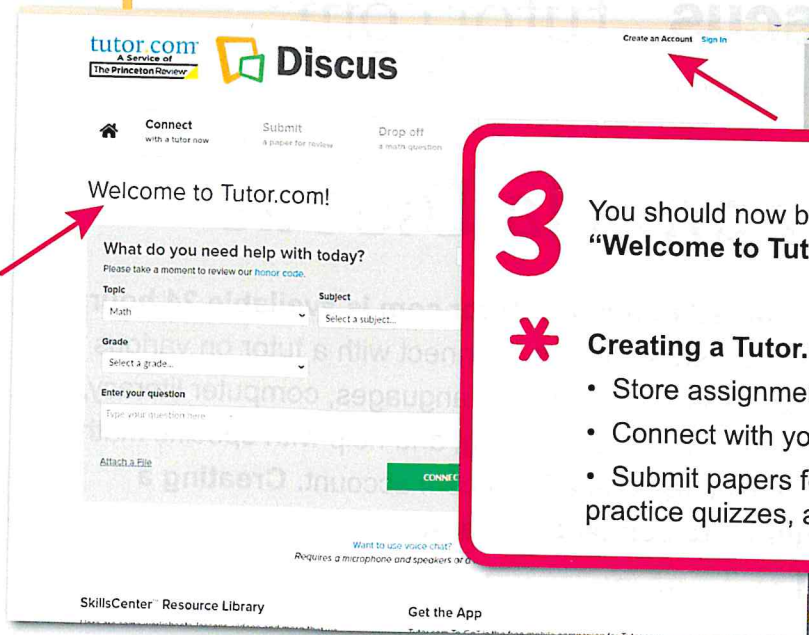 Create an Account Sign In
tutor.com
A Service of
The Princeton Review
Discus
Connect
with a tutor now
Submit
a paper for review
Drop off
a math question
Welcome to Tutor.com!
What do you need help with today?
Please take a moment to review our honor code.
Topic
Subject
Math
Select a subject...
Grade
Select a grade...
Enter your question
Type your question here
Attach a File
CONNEC
Want to use voice chat?
Requires a microphone and speakers or a
SkillsCenter™ Resource Library
Get the App
3
You should now b
“Welcome to Tut
* Creating a Tutor.
• Store assignme
• Connect with yo
• Submit papers f
practice quizzes, a